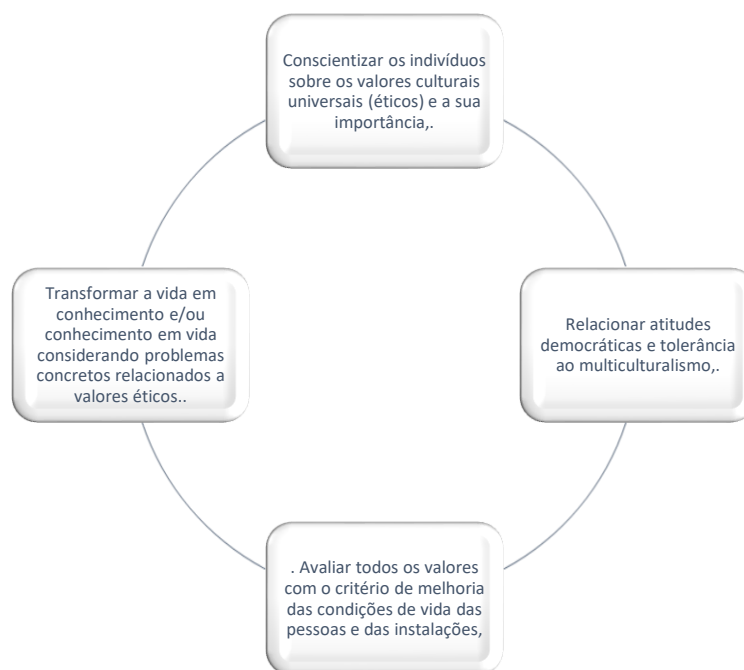 Conscientizar os indivíduos
sobre os valores culturais
universais (éticos) e a sua
importância,.
Relacionar atitudes
democráticas e tolerância
ao multiculturalismo,.
. Avaliar todos os valores
com o critério de melhoria
das condições de vida das
pessoas e das instalações,
Transformar a vida em
conhecimento e/ou
conhecimento em vida
considerando problemas
concretos relacionados a
valores éticos..